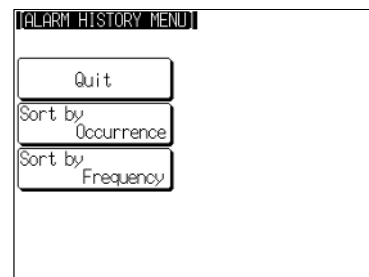 [ALARM HISTORY MENU]
Quit
Sort by
Occurrence
Sort by
Frequency